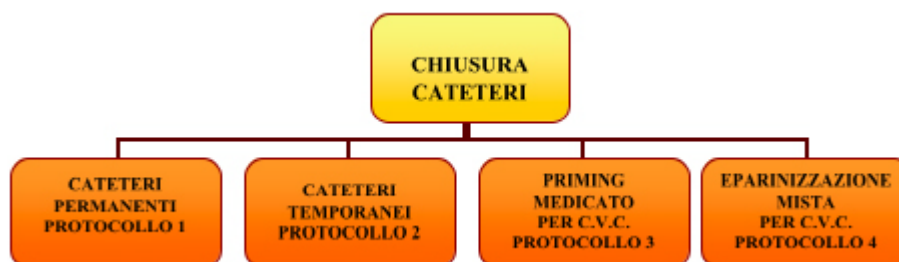 CHIUSURA
CATETERI
CATETERI
PERMANENTI
PROTOCOLLO 1
CATETERI
TEMPORANEI
PROTOCOLLO 2
PRIMING
MEDICATO
PER C.V.C.
PROTOCOLLO 3
EPARINIZZAZIONE
MISTA
PER C.V.C.
PROTOCOLLO 4